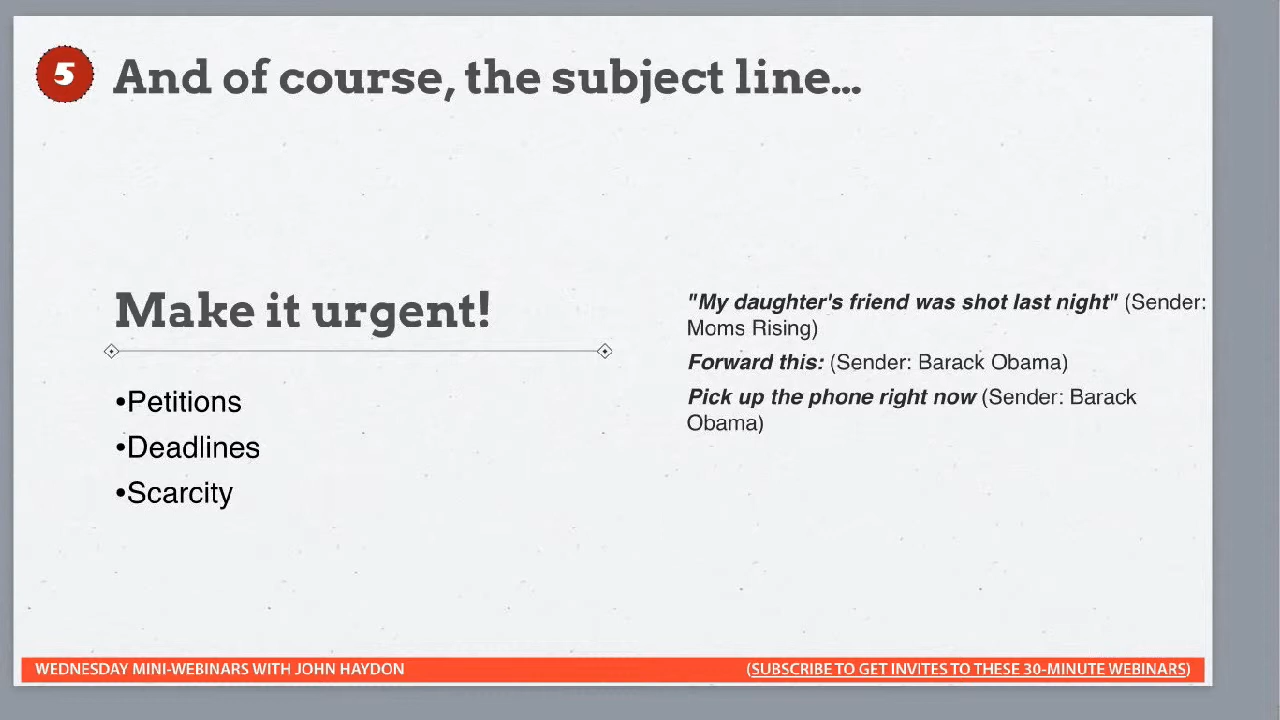 5 And of course, the subject line...
Make it urgent!
•Petitions
•Deadlines
•Scarcity
"My daughter's friend was shot last night" (Sender:
Moms Rising)
Forward this: (Sender: Barack Obama)
Pick up the phone right now (Sender: Barack
Obama)
WEDNESDAY MINI-WEBINARS WITH JOHN HAYDON
(SUBSCRIBE TO GET INVITES TO THESE 30-MINUTE WEBINARS)